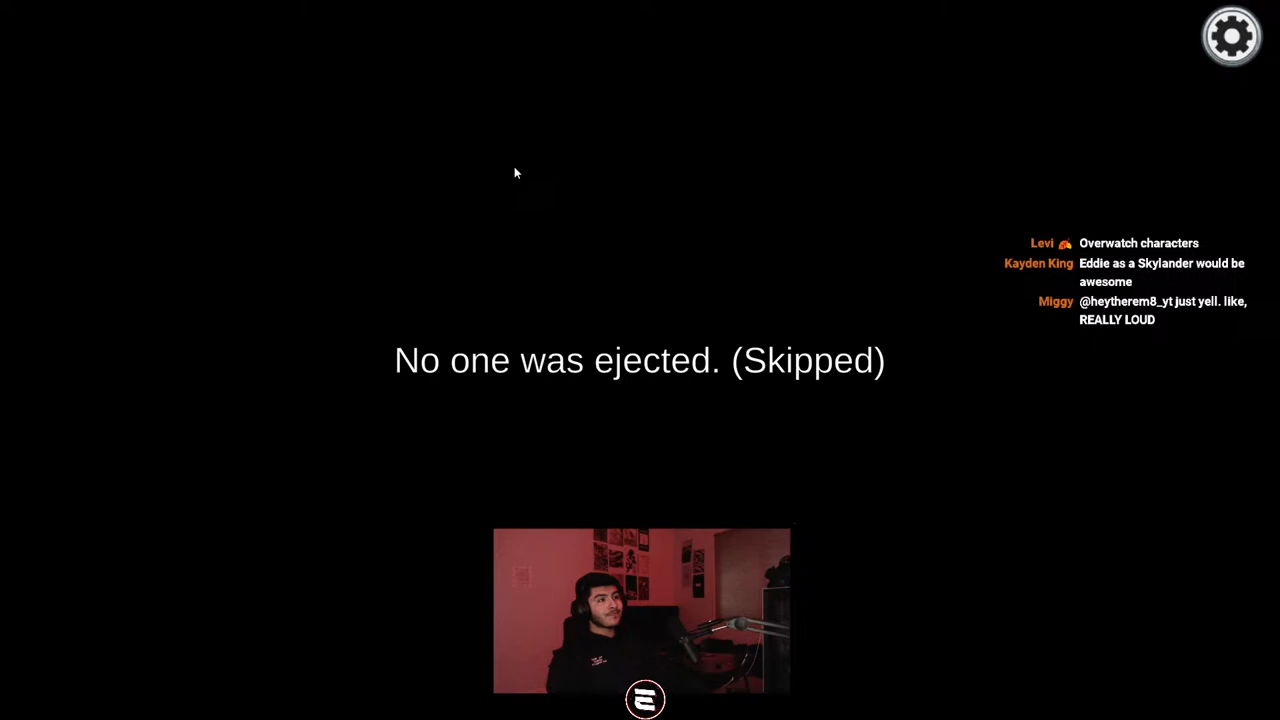 Levi Overwatch characters
Kayden King Eddie as a Skylander would be
awesome
Miggy @heytherem8_yt just yell. like,
REALLY LOUD
No one was ejected. (Skipped)